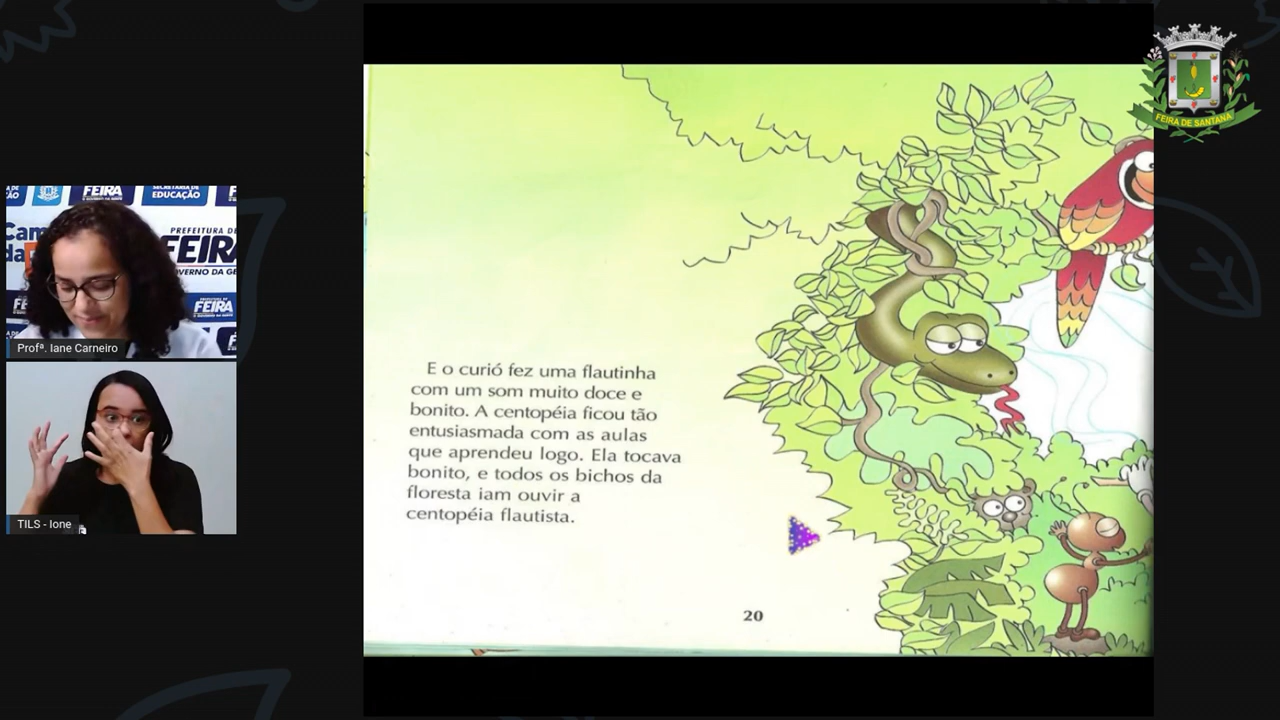 FEIRA DE SANTANA
FEIRA
EDUCAÇÃO
PREFEITURA DE
FEIRA
FEIRA
Profª. Iane Carneiro
TILS - Ione
E o curió fez uma flautinha
com um som muito doce e
bonito. A centopéia ficou tão
entusiasmada com as aulas
que aprendeu logo. Ela tocava
bonito, e todos os bichos da
floresta iam ouvir a
centopéia flautista.
20